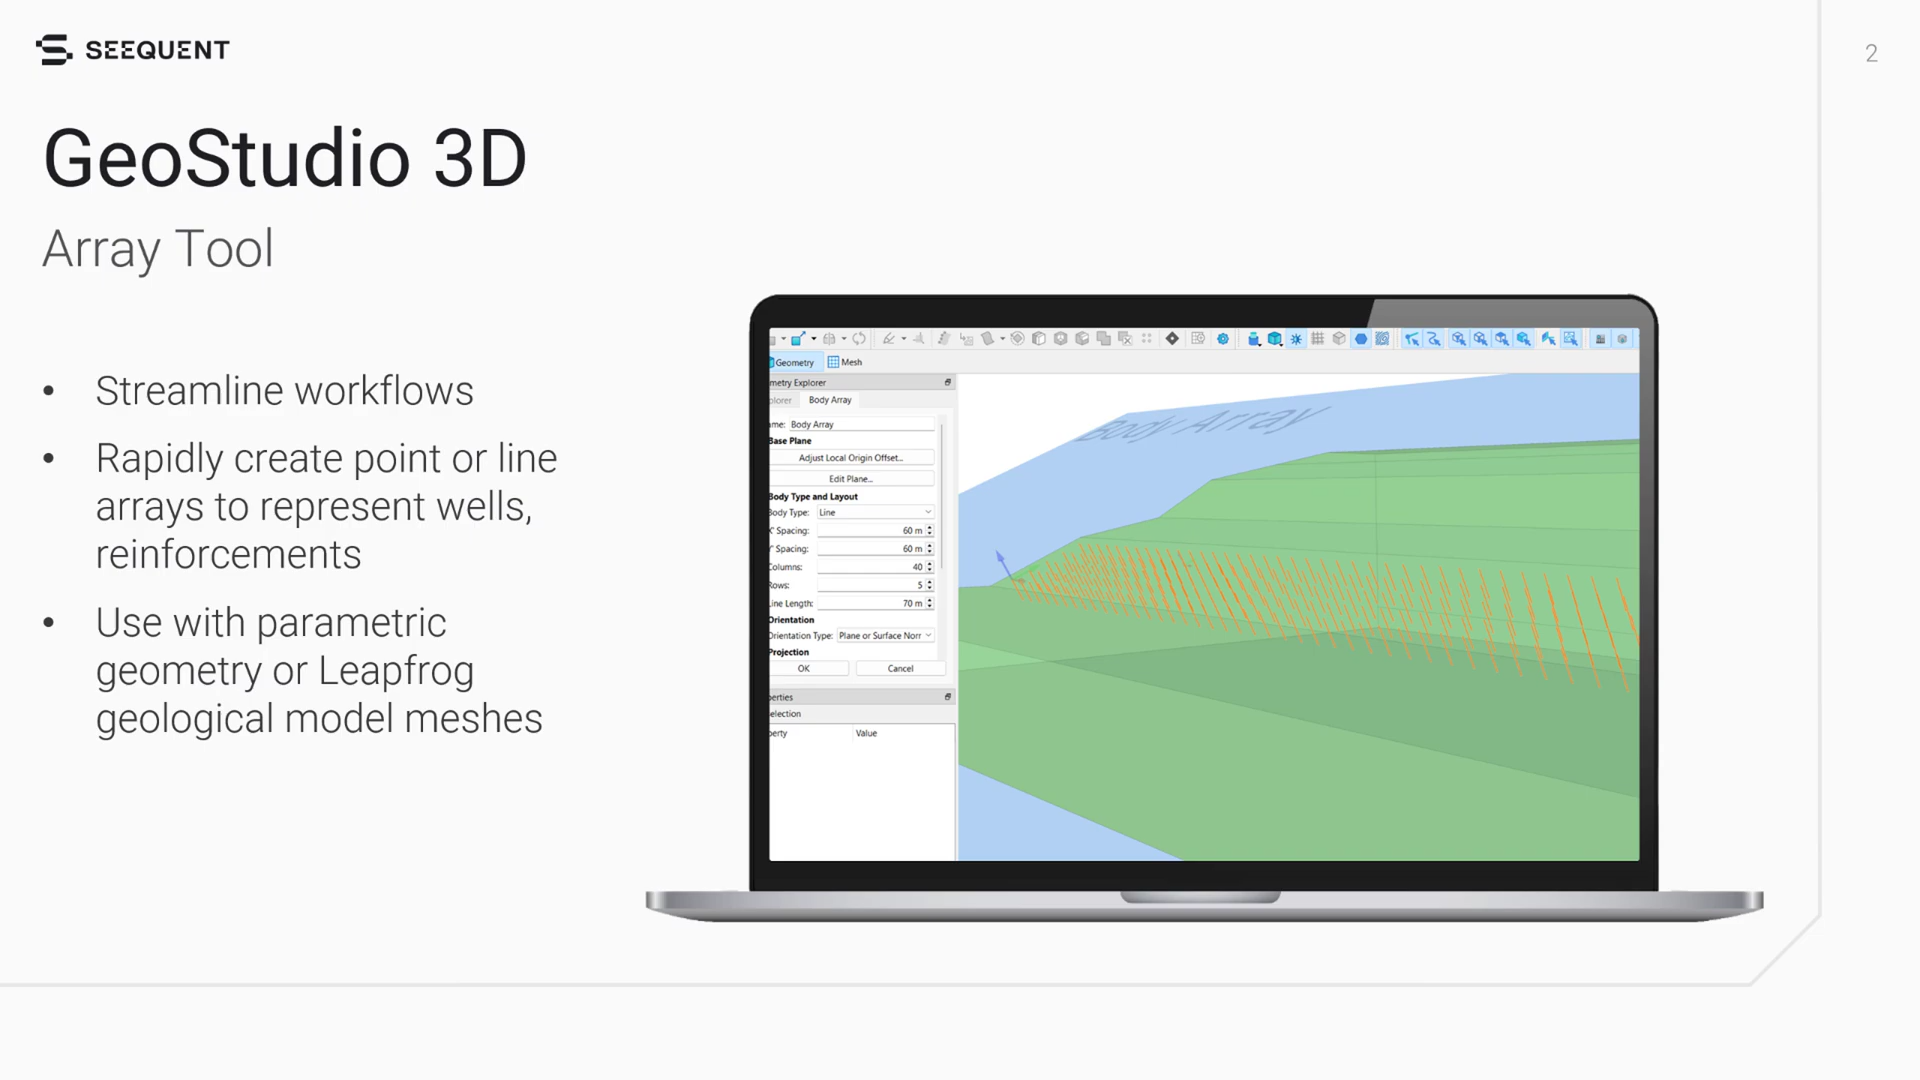 SEEQUENT
2
GeoStudio 3D
Array Tool
• Streamline workflows
• Rapidly create point or line
arrays to represent wells,
reinforcements
• Use with parametric
geometry or Leapfrog
geological model meshes
Geometry Mesh
metry Explorer
plorer Body Array
me: Body Array
Base Plane
Adjust Local Origin Offset...
Edit Plane...
Body Type and Layout
Body Type: Line
X' Spacing: 60 m
Y' Spacing: 60 m
Columns: 40
Rows: 5
Line Length: 70 m
Orientation
Orientation Type: Plane or Surface Norr
Projection
OK Cancel
perties
election
perty Value
Body Array